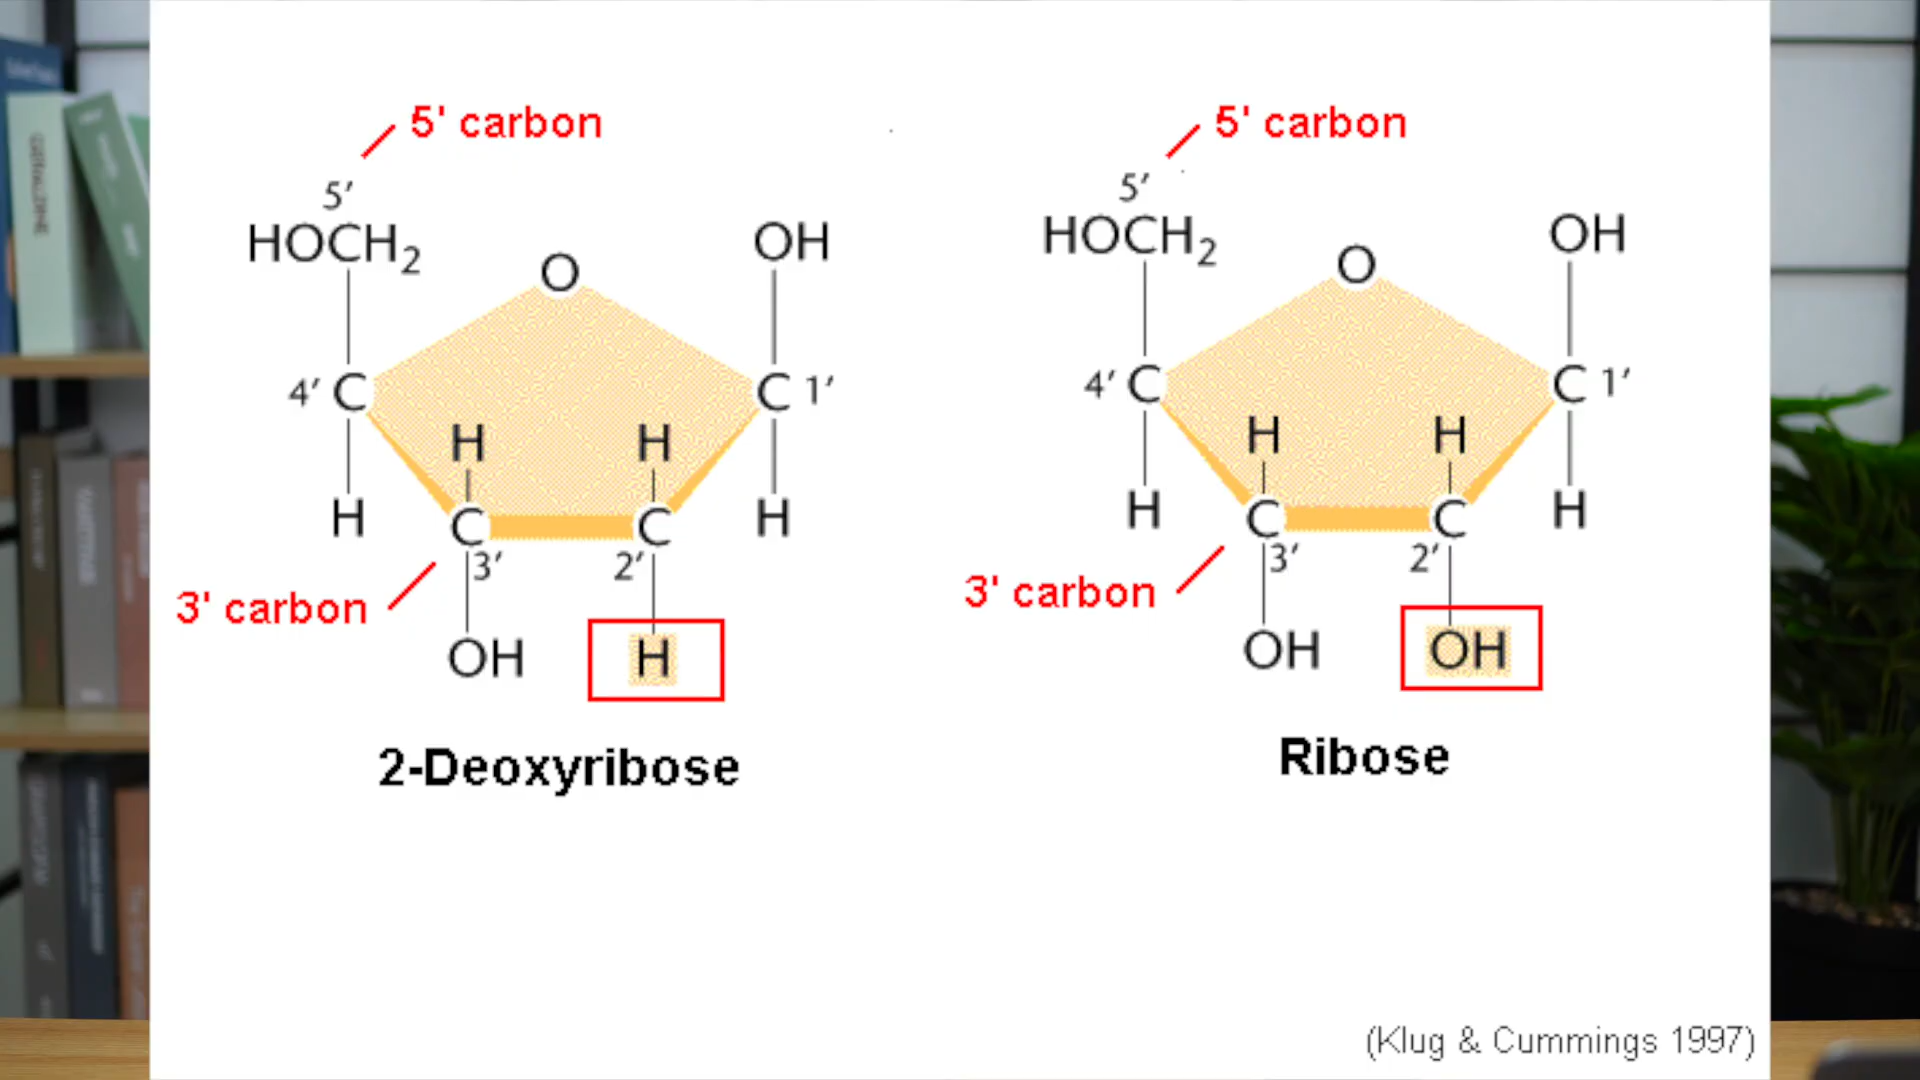 5' carbon
5′
HOCH2
O
OH
4′ C
C 1′
H
H
H
C
C
H
3′
2′
3' carbon
OH
H
2-Deoxyribose
5' carbon
5′
HOCH2
O
OH
4′ C
C 1′
H
H
H
C
C
H
3′
2′
3' carbon
OH
OH
Ribose
(Klug & Cummings 1997)